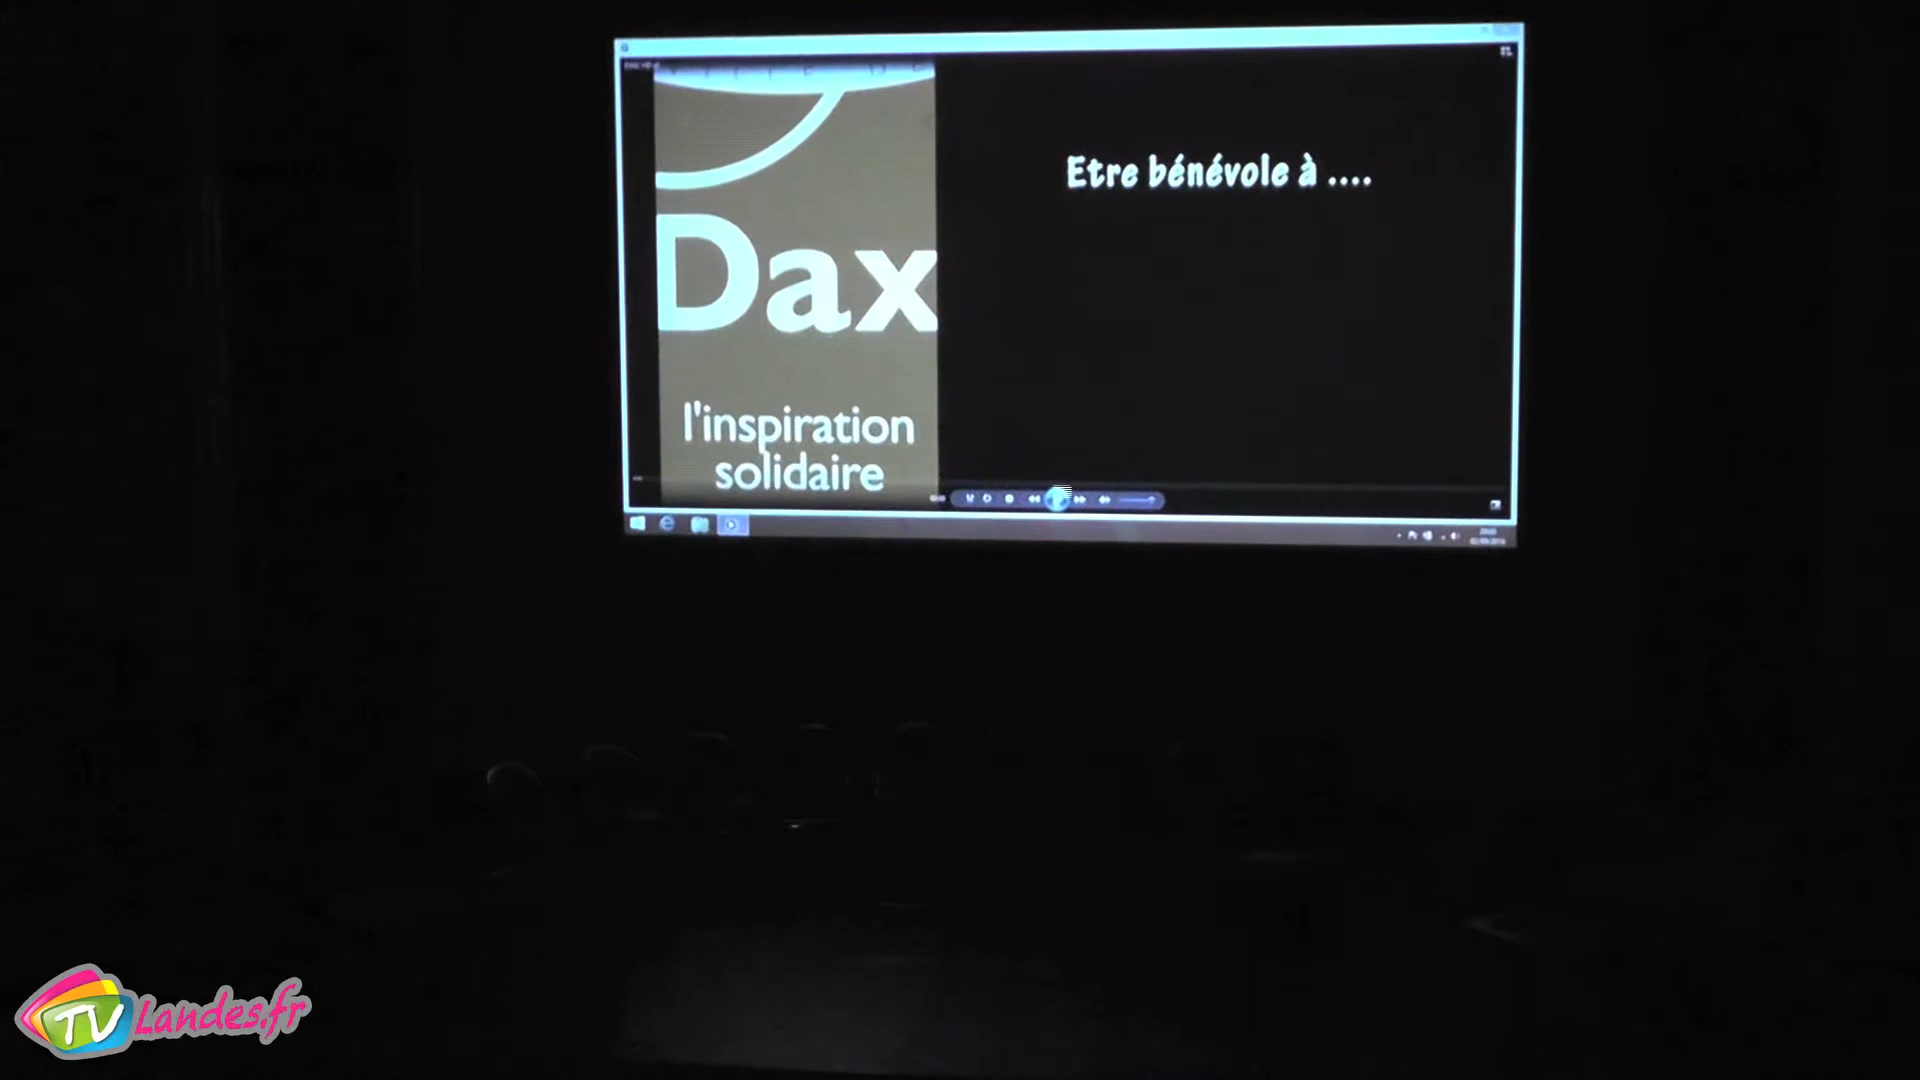 Etre bénévole à ....
Dax
l'inspiration
solidaire
TV Landes.fr